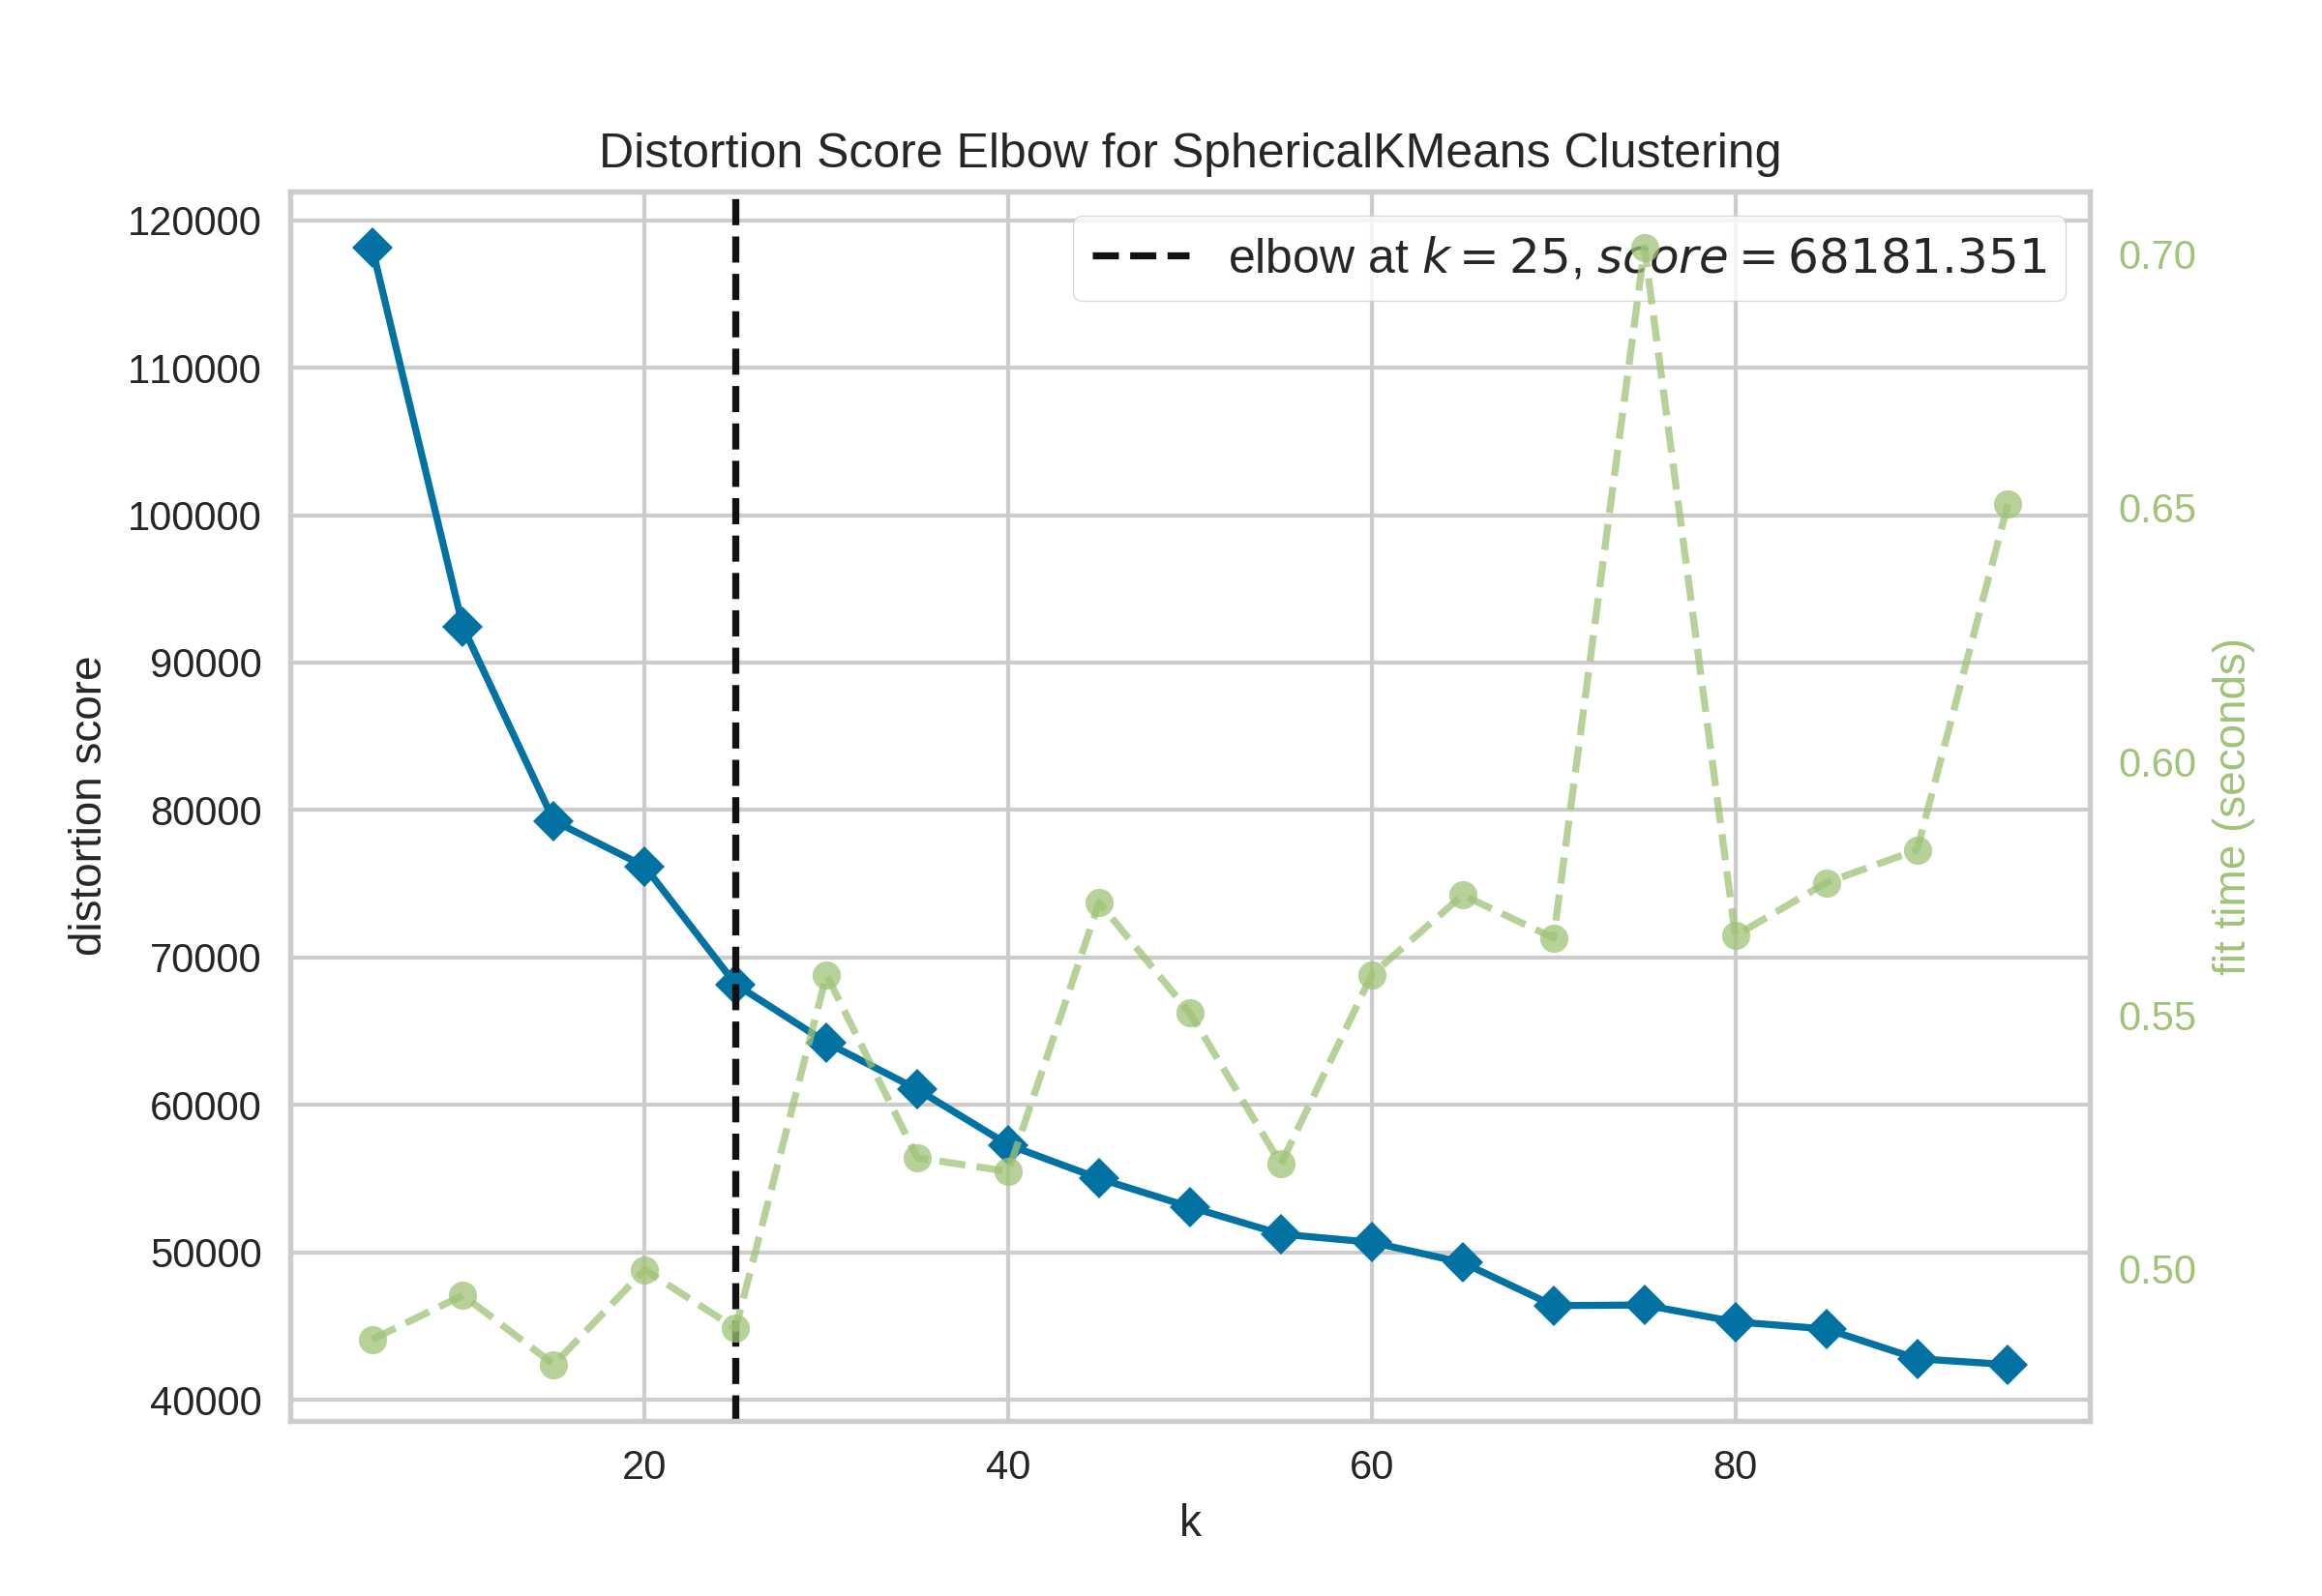 Distortion Score Elbow for SphericalKMeans Clustering
elbow at k = 25, score = 68181.351
120000
110000
100000
90000
80000
70000
60000
50000
40000
distortion score
0.70
0.65
0.60
0.55
0.50
fit time (seconds)
20 40 60 80
k